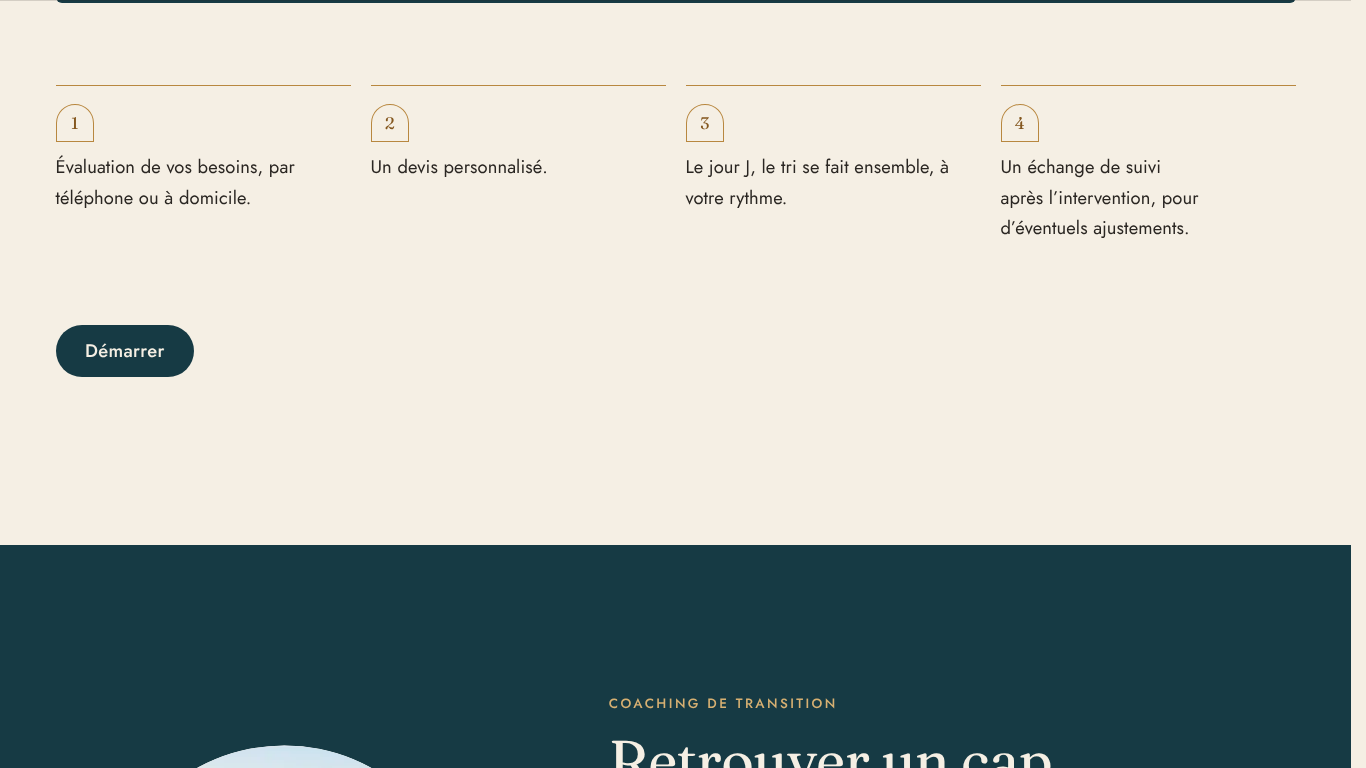 1
Évaluation de vos besoins, par
téléphone ou à domicile.
2
Un devis personnalisé.
3
Le jour J, le tri se fait ensemble, à
votre rythme.
4
Un échange de suivi
après l’intervention, pour
d’éventuels ajustements.
Démarrer
COACHING DE TRANSITION
Retrouver un cap